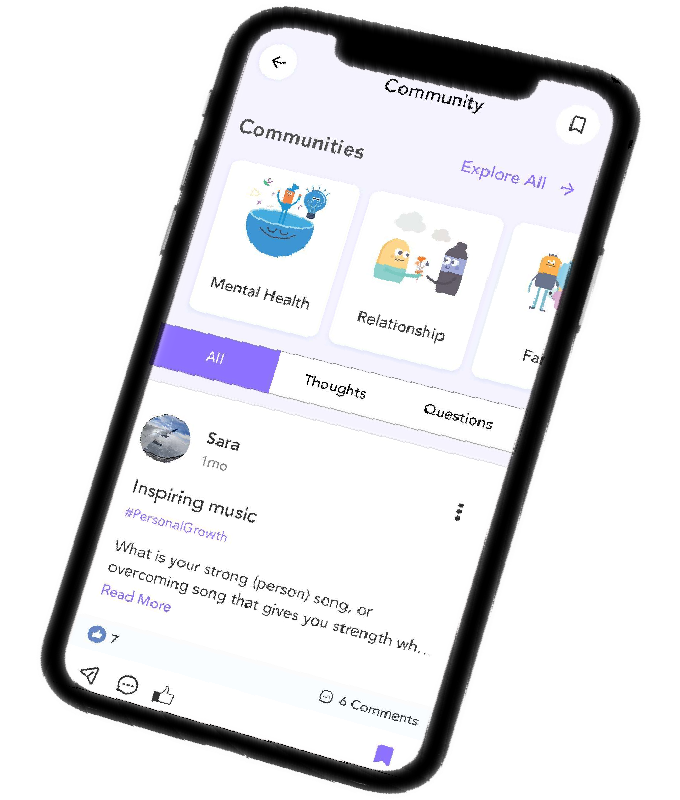 Community
Communities
Explore All
Mental Health
Relationship
All
Thoughts
Questions
Sara
1mo
Inspiring music
#PersonalGrowth
What is your strong (person) song, or
overcoming song that gives you strength wh...
Read More
7
6 Comments